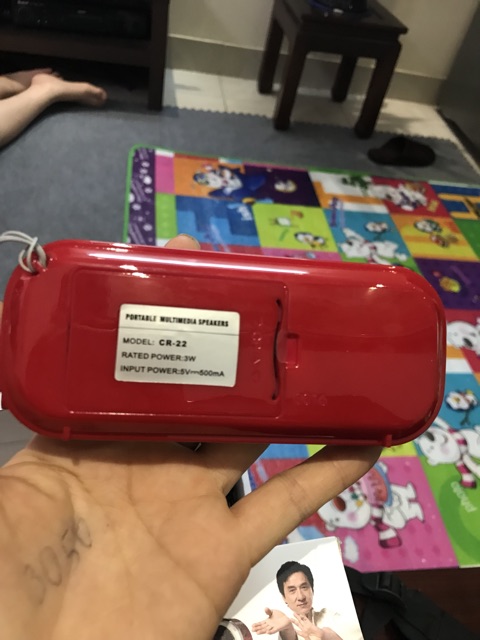 PORTABLE MULTIMEDIA SPEAKERS
MODEL: CR-22
RATED POWER:3W
INPUT POWER:5V⎓500mA